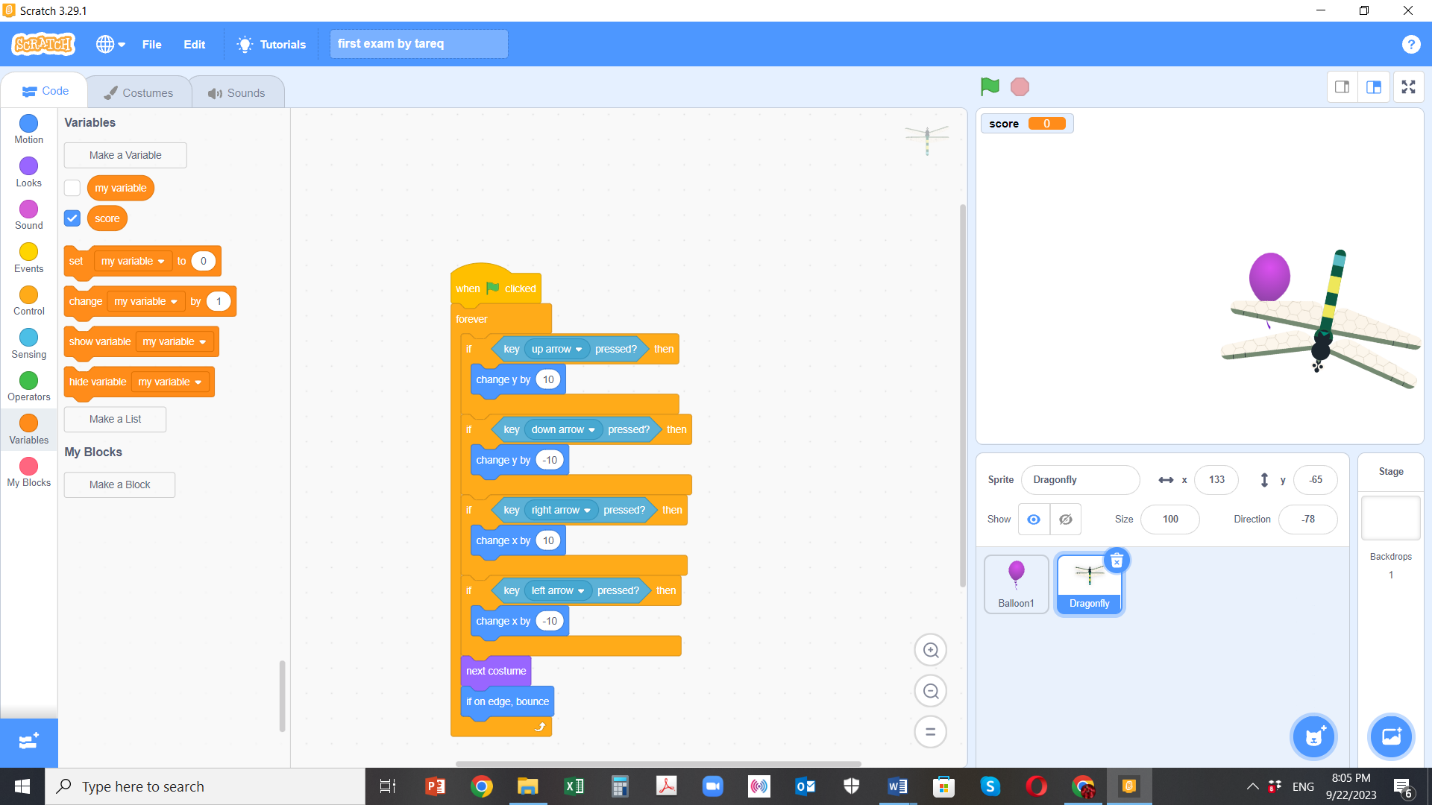 Scratch 3.29.1
SCRATCH
File
Edit
Tutorials
first exam by tareq
?
Code
Costumes
Sounds
Motion
Looks
Sound
Events
Control
Sensing
Operators
Variables
My Blocks
Variables
Make a Variable
my variable
score
set my variable to 0
change my variable by 1
show variable my variable
hide variable my variable
Make a List
My Blocks
Make a Block
when clicked
forever
if key up arrow pressed? then
change y by 10
if key down arrow pressed? then
change y by -10
if key right arrow pressed? then
change x by 10
if key left arrow pressed? then
change x by -10
next costume
if on edge, bounce
score 0
Sprite Dragonfly x 133 y -65
Show Size 100 Direction -78
Balloon1
Dragonfly
Stage
Backdrops
1
Type here to search
ENG
8:05 PM
9/22/2023
6